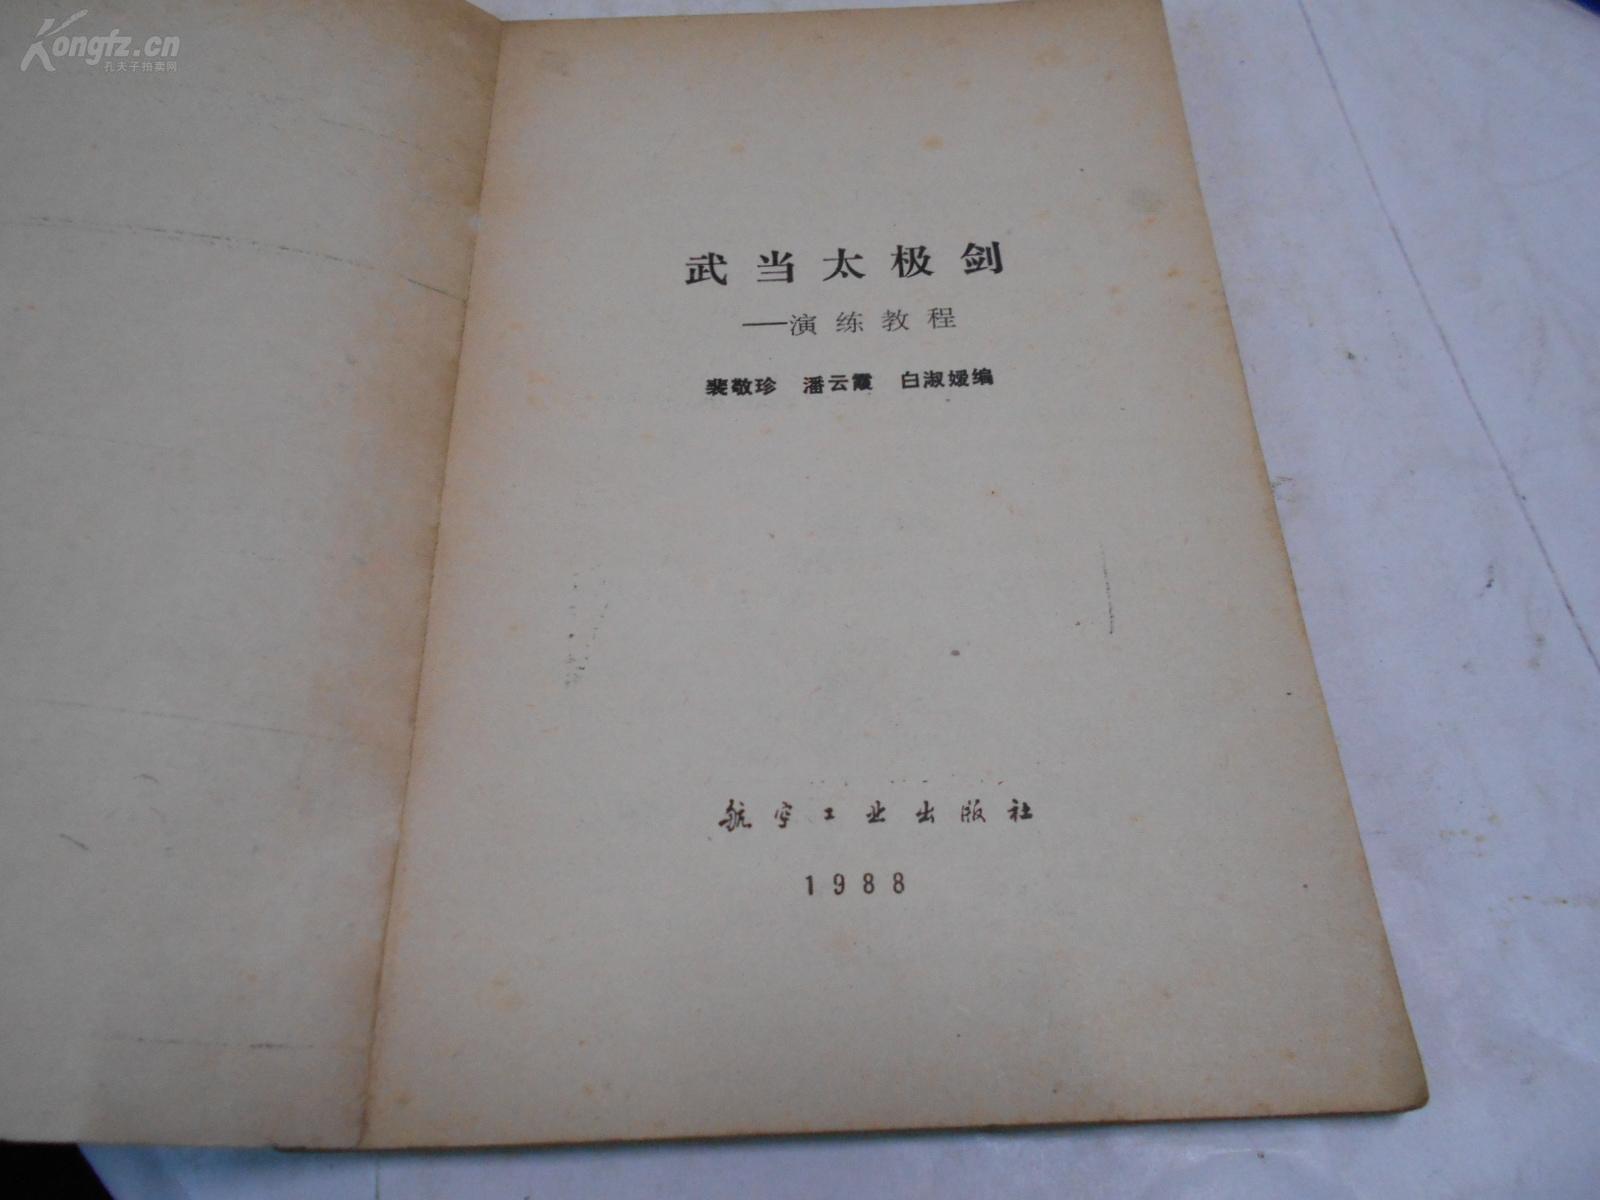 Kongfz.cn
孔夫子拍卖网
武当太极剑
——演练教程
裴敬珍 潘云霞 白淑媛编
航空工业出版社
1988